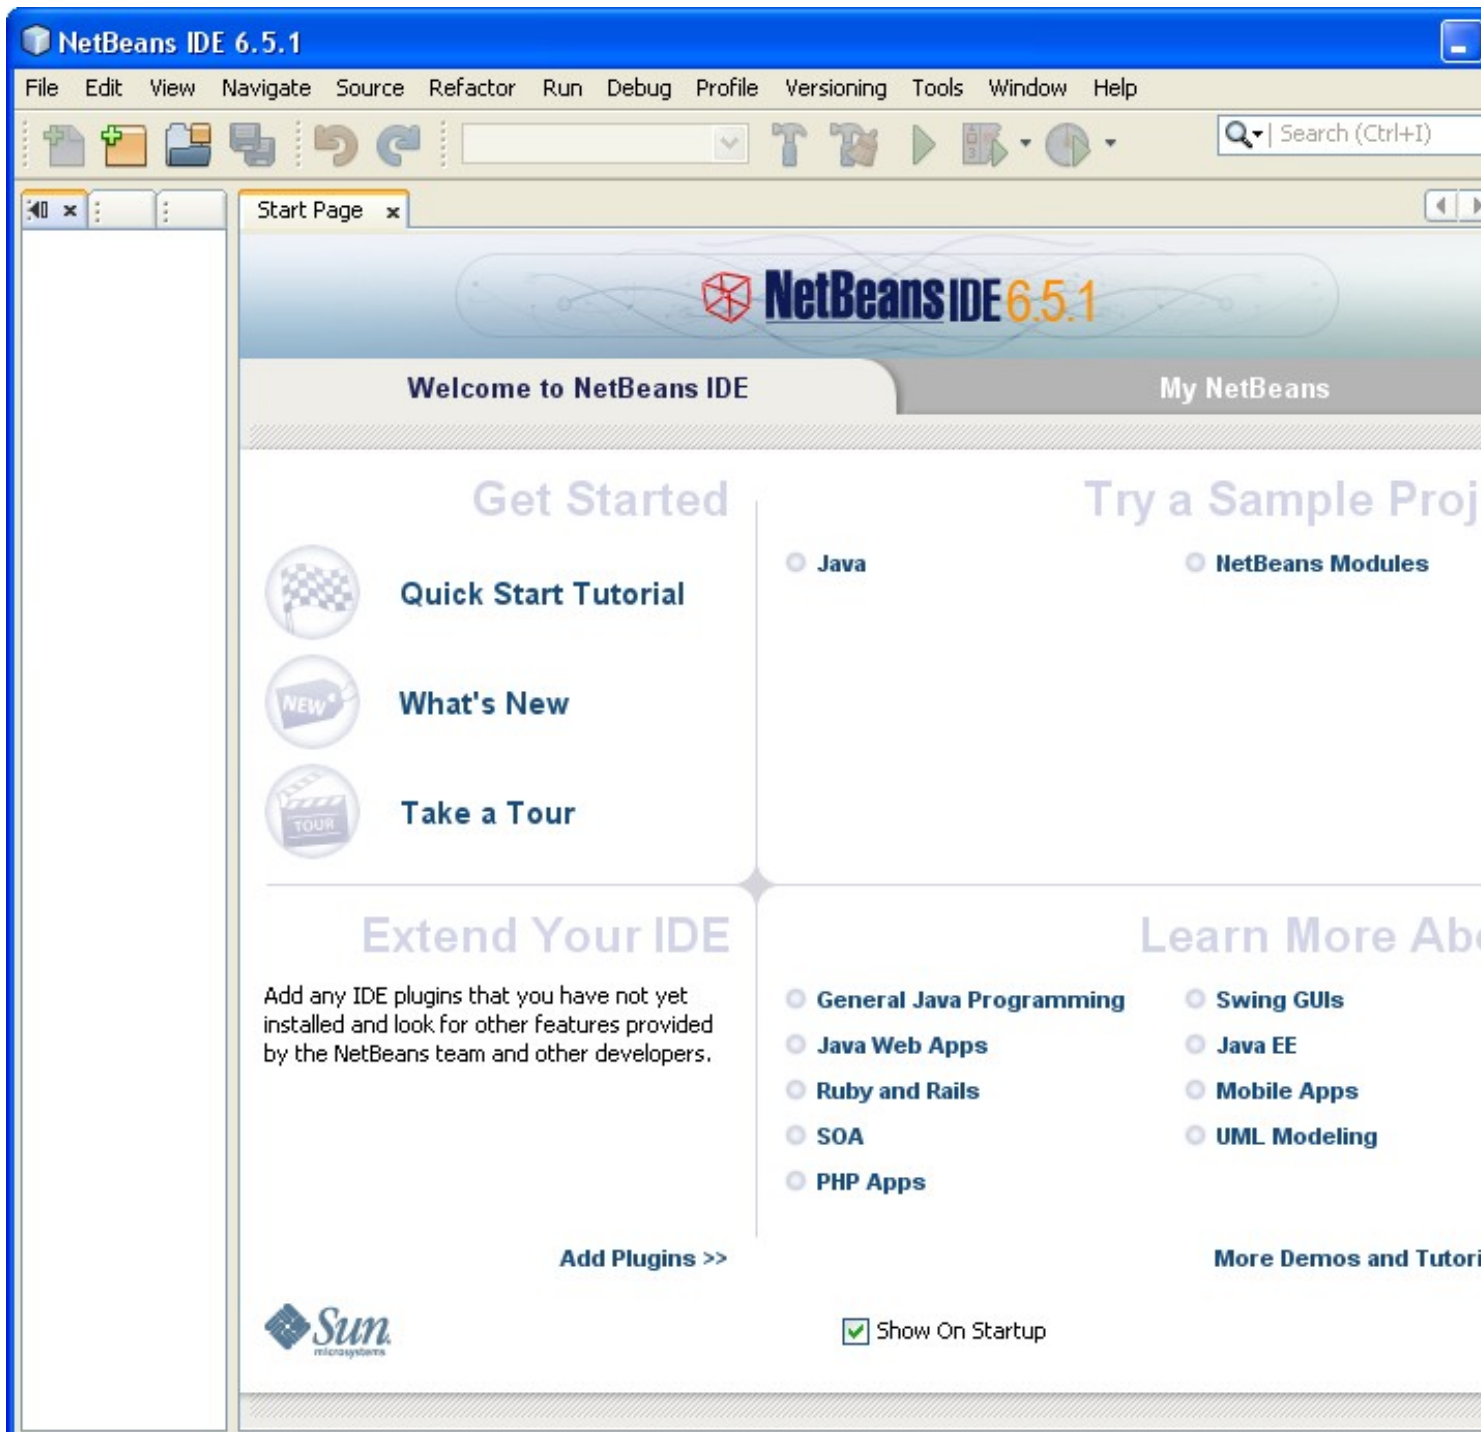 NetBeans IDE 6.5.1
File Edit View Navigate Source Refactor Run Debug Profile Versioning Tools Window Help
Search (Ctrl+I)
Start Page
NetBeans IDE 6.5.1
Welcome to NetBeans IDE
My NetBeans
Get Started
Quick Start Tutorial
NEW
What's New
TOUR
Take a Tour
Try a Sample Proj
Java
NetBeans Modules
Extend Your IDE
Add any IDE plugins that you have not yet
installed and look for other features provided
by the NetBeans team and other developers.
Add Plugins >>
Learn More Abo
General Java Programming
Java Web Apps
Ruby and Rails
SOA
PHP Apps
Swing GUIs
Java EE
Mobile Apps
UML Modeling
More Demos and Tutori
Sun
microsystems
Show On Startup